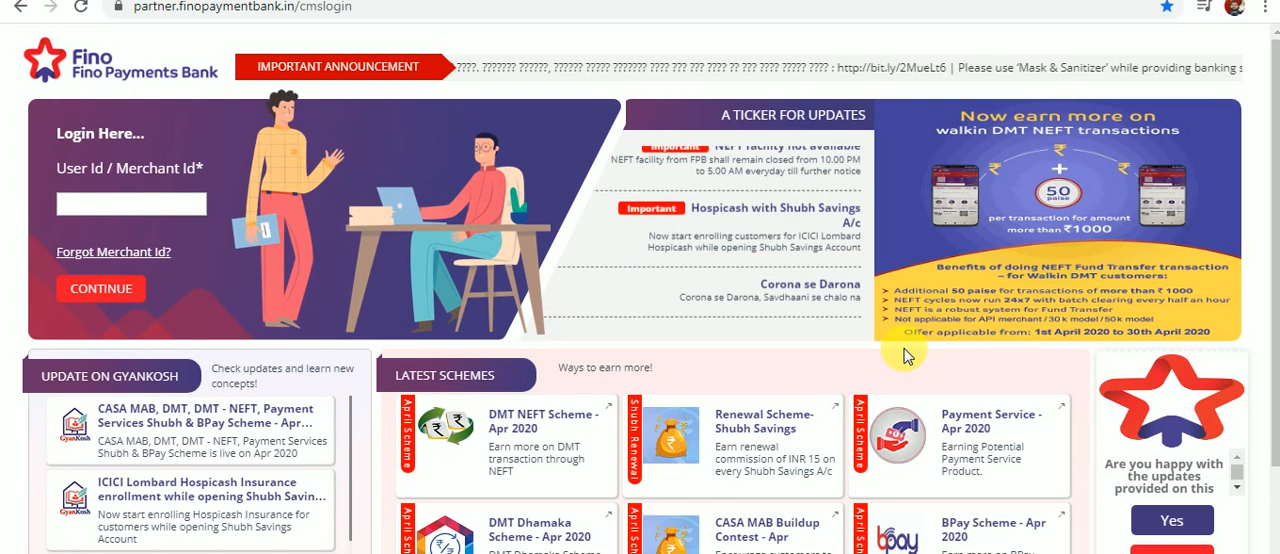 partner.finopaymentbank.in/cmslogin
Fino
Fino Payments Bank
IMPORTANT ANNOUNCEMENT
????. ??????? ??????, ?????? ????? ??????? ???? ??? ??? ???? ?? ??? ???? ????? ???? : http://bit.ly/2MueLt6 | Please use ‘Mask & Sanitizer’ while providing banking s
Login Here...
User Id / Merchant Id*
Forgot Merchant Id?
CONTINUE
A TICKER FOR UPDATES
Important NEFT facility not available
NEFT facility from FPB shall remain closed from 10.00 PM
to 5.00 AM everyday till further notice
Important Hospicash with Shubh Savings
A/c
Now start enrolling customers for ICICI Lombard
Hospicash while opening Shubh Savings Account
Corona se Darona
Corona se Darona, Savdhaani se chalo na
Now earn more on
walkin DMT NEFT transactions
+
50
paise
per transaction for amount
more than ₹1000
Benefits of doing NEFT Fund Transfer transaction
– for Walkin DMT customers:
Additional 50 paise for transactions of more than ₹ 1000
NEFT cycles now run 24x7 with batch clearing every half an hour
NEFT is a robust system for Fund Transfer
Not applicable for API merchant / 30 k model / 50k model
Offer applicable from: 1st April 2020 to 30th April 2020
UPDATE ON GYANKOSH
Check updates and learn new
concepts!
GyanKosh
CASA MAB, DMT, DMT - NEFT, Payment
Services Shubh & BPay Scheme - Apr...
CASA MAB, DMT, DMT - NEFT, Payment Services
Shubh & BPay Scheme is live on Apr 2020
GyanKosh
ICICI Lombard Hospicash Insurance
enrollment while opening Shubh Savin...
Now start enrolling Hospicash Insurance for
customers while opening Shubh Savings
Account
LATEST SCHEMES
Ways to earn more!
April Scheme
DMT NEFT Scheme -
Apr 2020
Earn more on DMT
transaction through
NEFT
Shubh Renewal
Renewal Scheme-
Shubh Savings
Earn renewal
commission of INR 15 on
every Shubh Savings A/c
April Scheme
Payment Service -
Apr 2020
Earning Potential
Payment Service
Product.
April Scheme
DMT Dhamaka
Scheme - Apr 2020
CASA MAB Buildup
Contest - Apr
April Scheme
bpay
BPay Scheme - Apr
2020
Are you happy with
the updates
provided on this
Yes